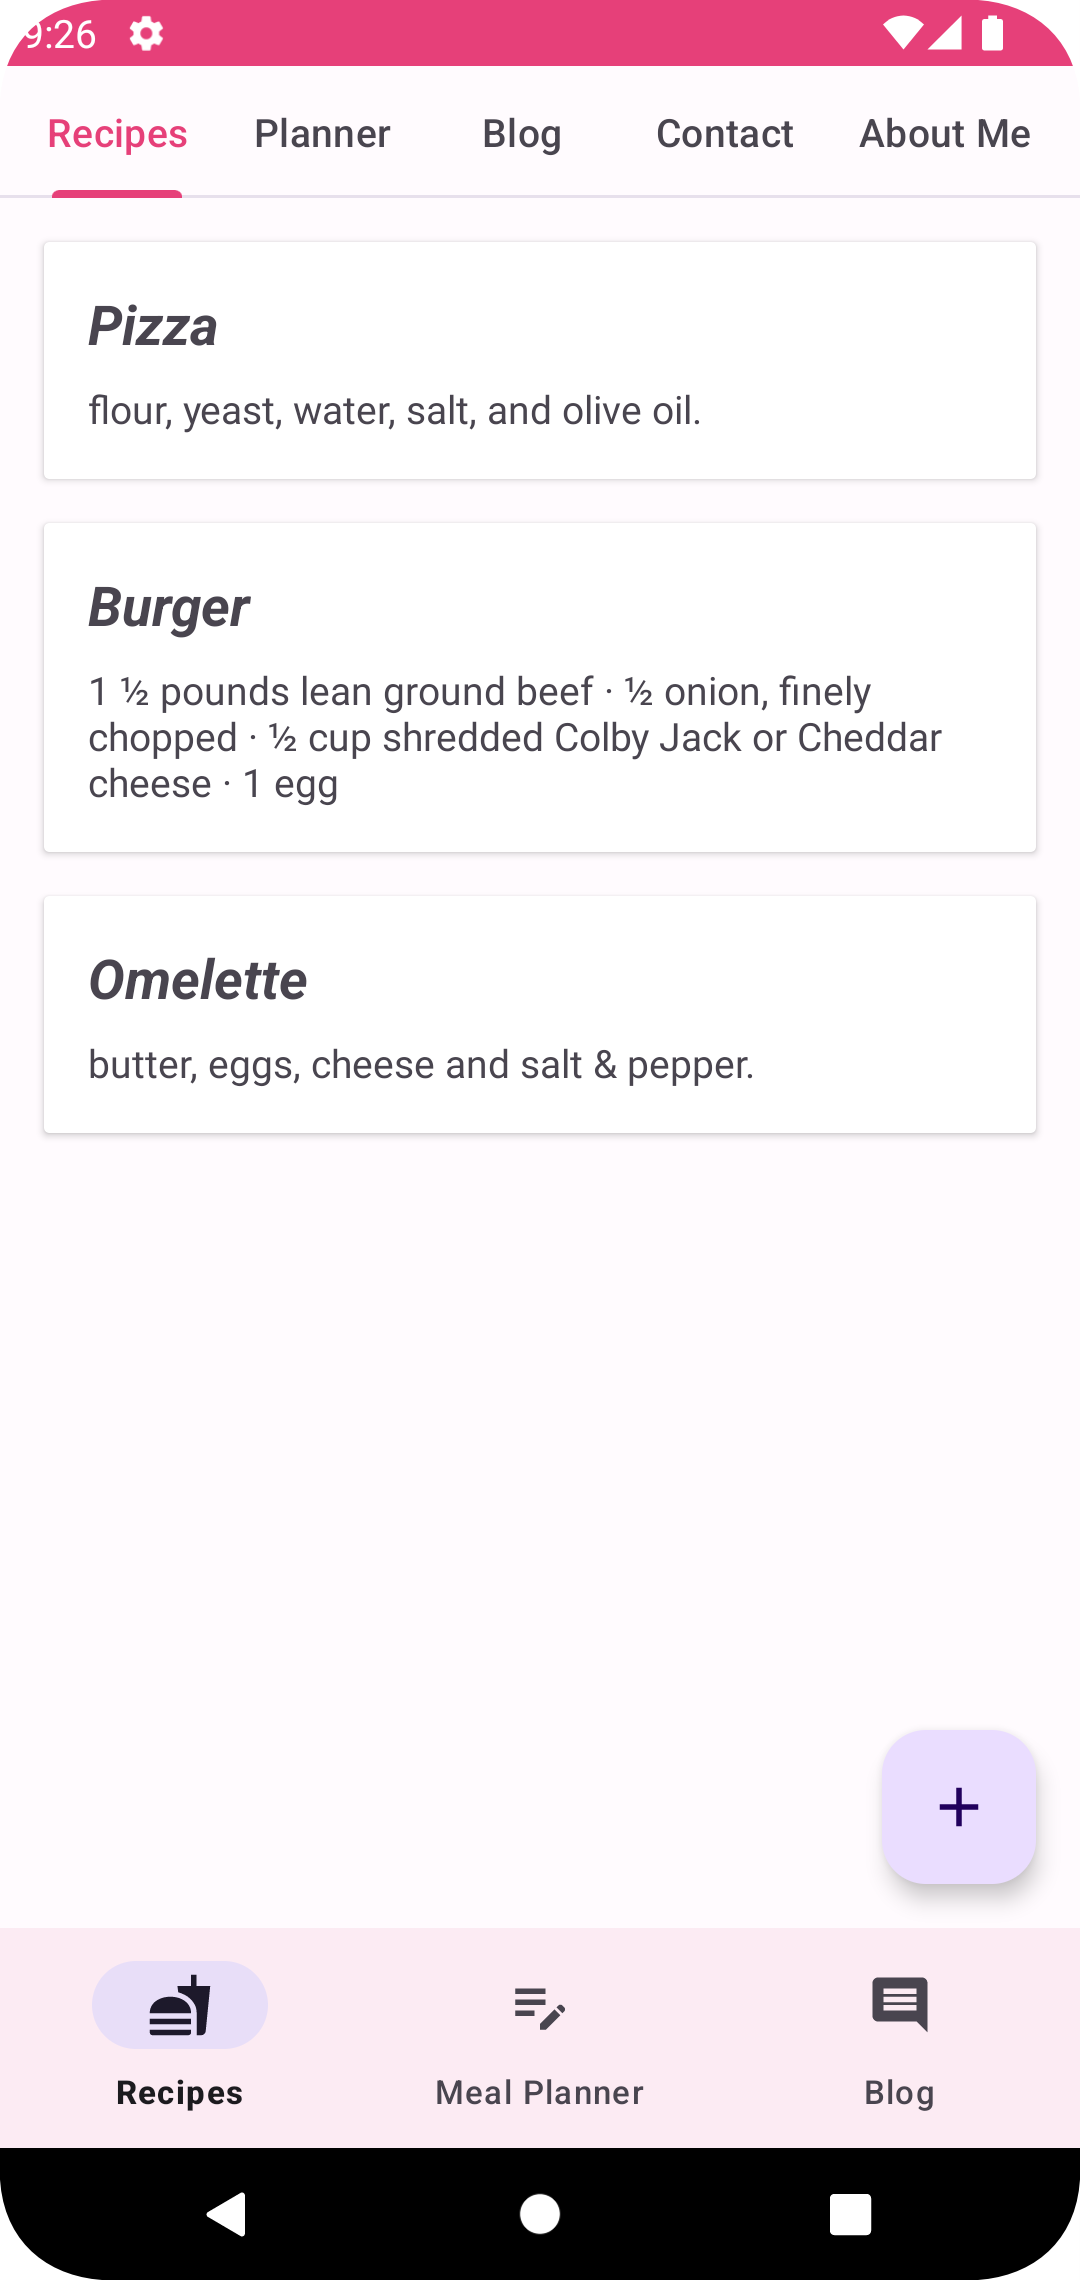 9:26
Recipes Planner Blog Contact About Me
Pizza
flour, yeast, water, salt, and olive oil.
Burger
1 ½ pounds lean ground beef · ½ onion, finely
chopped · ½ cup shredded Colby Jack or Cheddar
cheese · 1 egg
Omelette
butter, eggs, cheese and salt & pepper.
Recipes Meal Planner Blog